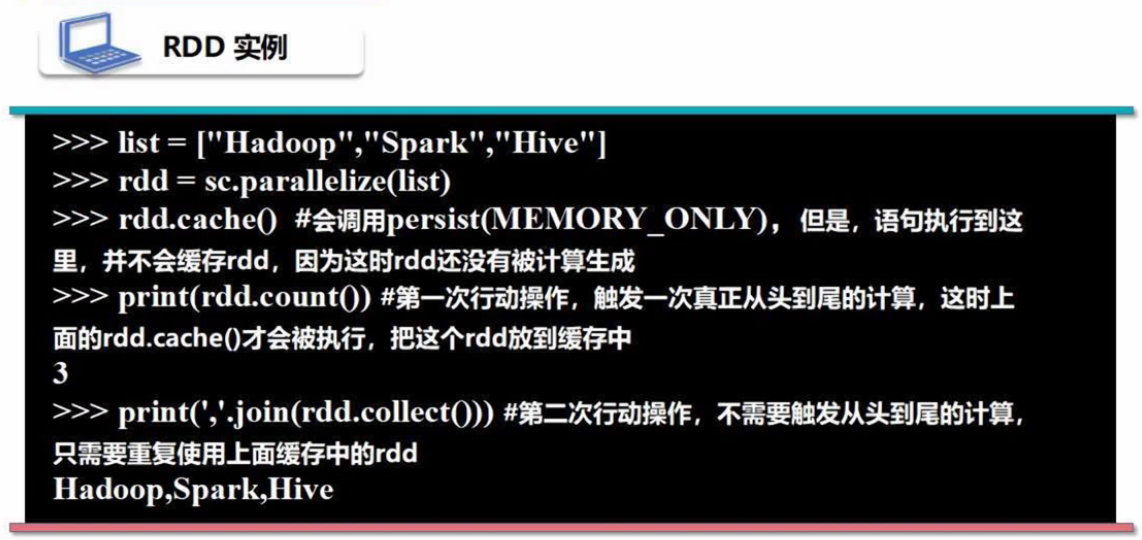 RDD 实例
>>> list = ["Hadoop","Spark","Hive"]
>>> rdd = sc.parallelize(list)
>>> rdd.cache()  #会调用persist(MEMORY_ONLY)，但是，语句执行到这
里，并不会缓存rdd，因为这时rdd还没有被计算生成
>>> print(rdd.count()) #第一次行动操作，触发一次真正从头到尾的计算，这时上
面的rdd.cache()才会被执行，把这个rdd放到缓存中
3
>>> print(','.join(rdd.collect())) #第二次行动操作，不需要触发从头到尾的计算，
只需要重复使用上面缓存中的rdd
Hadoop,Spark,Hive